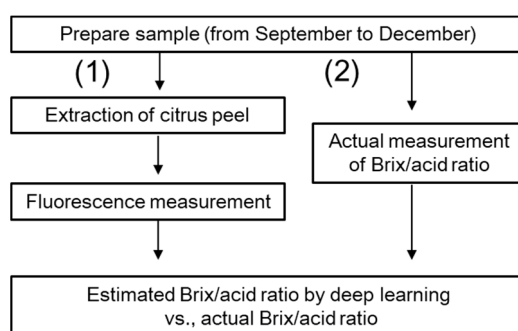 Prepare sample (from September to December)
(1)
(2)
Extraction of citrus peel
Actual measurement
of Brix/acid ratio
Fluorescence measurement
Estimated Brix/acid ratio by deep learning
vs., actual Brix/acid ratio